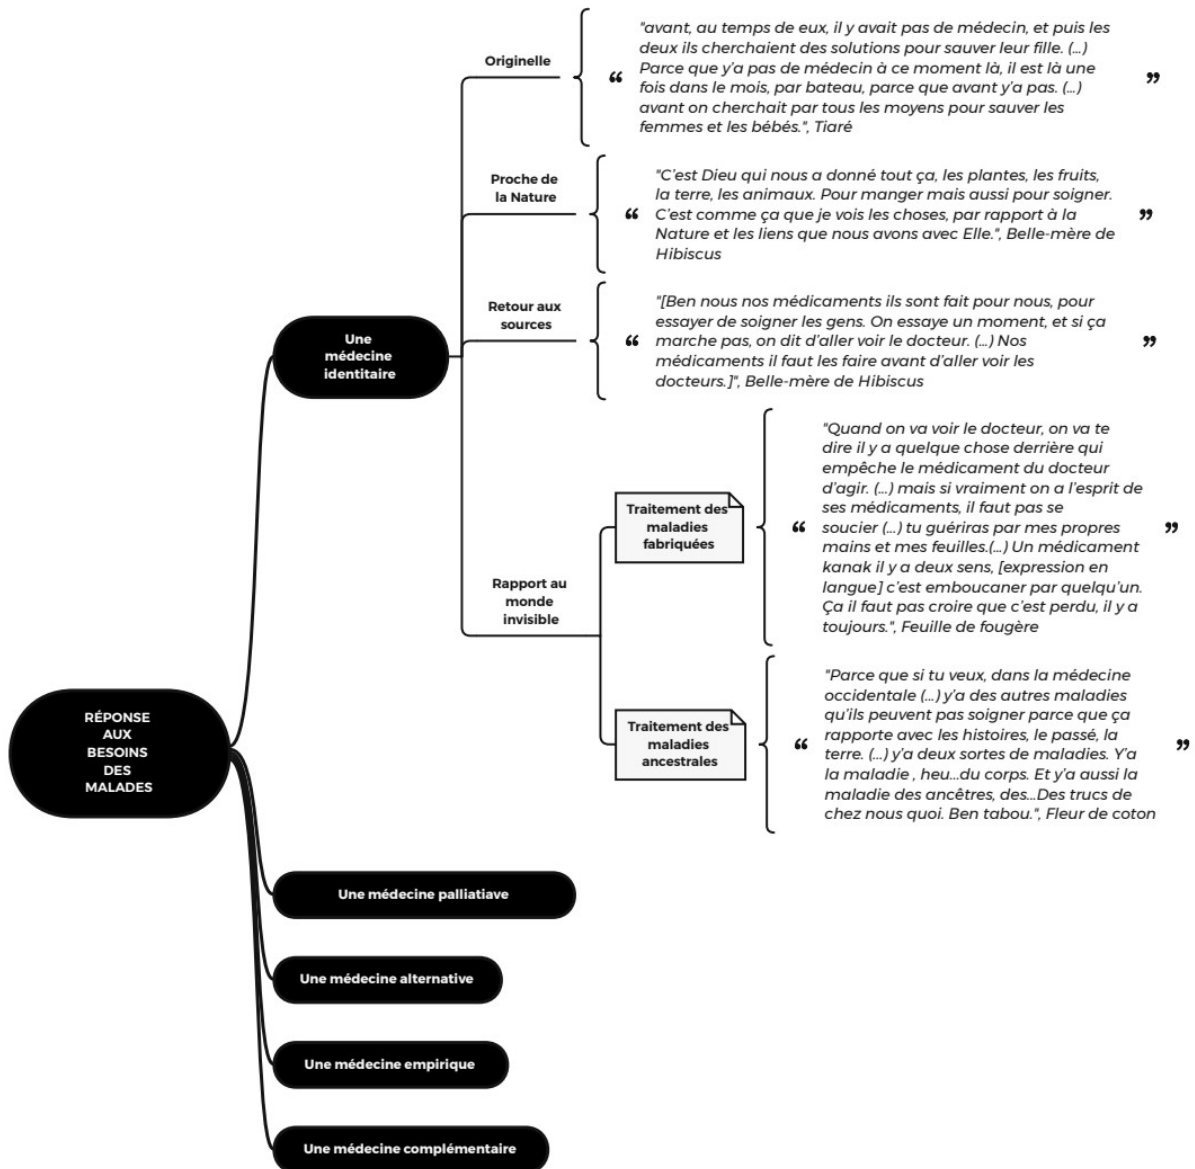 Originelle
“
"avant, au temps de eux, il y avait pas de médecin, et puis les
deux ils cherchaient des solutions pour sauver leur fille. (...)
Parce que y'a pas de médecin à ce moment là, il est là une
fois dans le mois, par bateau, parce que avant y'a pas. (...)
avant on cherchait par tous les moyens pour sauver les
femmes et les bébés.", Tiaré
”
Proche de
la Nature
“
"C'est Dieu qui nous a donné tout ça, les plantes, les fruits,
la terre, les animaux. Pour manger mais aussi pour soigner.
C'est comme ça que je vois les choses, par rapport à la
Nature et les liens que nous avons avec Elle.", Belle-mère de
Hibiscus
”
Retour aux
sources
“
"[Ben nous nos médicaments ils sont fait pour nous, pour
essayer de soigner les gens. On essaye un moment, et si ça
marche pas, on dit d'aller voir le docteur. (...) Nos
médicaments il faut les faire avant d'aller voir les
docteurs.]", Belle-mère de Hibiscus
”
Une
médecine
identitaire
Rapport au
monde
invisible
Traitement des
maladies
fabriquées
“
"Quand on va voir le docteur, on va te
dire il y a quelque chose derrière qui
empêche le médicament du docteur
d'agir. (...) mais si vraiment on a l'esprit de
ses médicaments, il faut pas se
soucier (...) tu guériras par mes propres
mains et mes feuilles.(...) Un médicament
kanak il y a deux sens, [expression en
langue] c'est emboucaner par quelqu'un.
Ça il faut pas croire que c'est perdu, il y a
toujours.", Feuille de fougère
”
Traitement des
maladies
ancestrales
“
"Parce que si tu veux, dans la médecine
occidentale (...) y'a des autres maladies
qu'ils peuvent pas soigner parce que ça
rapporte avec les histoires, le passé, la
terre. (...) y'a deux sortes de maladies. Y'a
la maladie , heu...du corps. Et y'a aussi la
maladie des ancêtres, des...Des trucs de
chez nous quoi. Ben tabou.", Fleur de coton
”
RÉPONSE
AUX
BESOINS
DES
MALADES
Une médecine palliatiave
Une médecine alternative
Une médecine empirique
Une médecine complémentaire